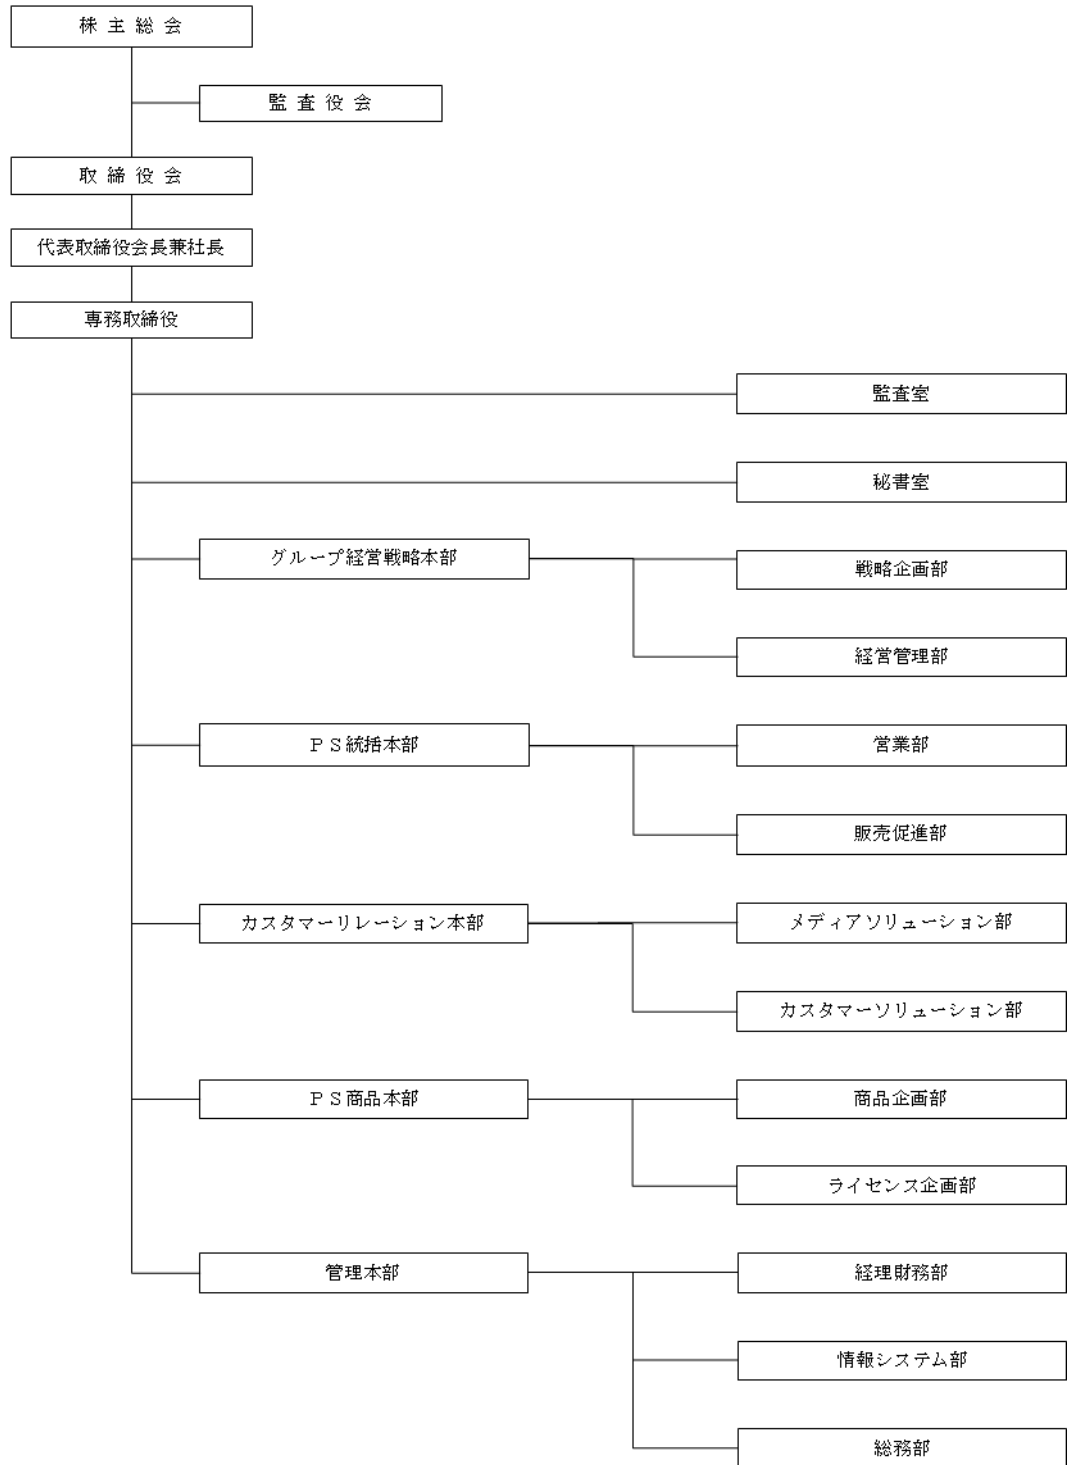 株 主 総 会
監 査 役 会
取 締 役 会
代表取締役会長兼社長
専務取締役
監査室
秘書室
グループ経営戦略本部
戦略企画部
経営管理部
ＰＳ統括本部
営業部
販売促進部
カスタマーリレーション本部
メディアソリューション部
カスタマーソリューション部
ＰＳ商品本部
商品企画部
ライセンス企画部
管理本部
経理財務部
情報システム部
総務部